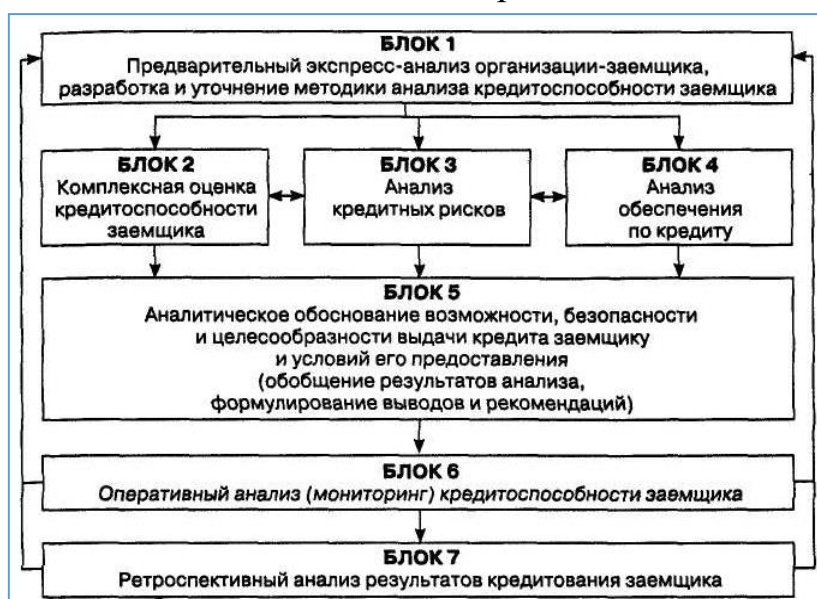 БЛОК 1
Предварительный экспресс-анализ организации-заемщика,
разработка и уточнение методики анализа кредитоспособности заемщика
БЛОК 2
Комплексная оценка
кредитоспособности
заемщика
БЛОК 3
Анализ
кредитных рисков
БЛОК 4
Анализ
обеспечения
по кредиту
БЛОК 5
Аналитическое обоснование возможности, безопасности
и целесообразности выдачи кредита заемщику
и условий его предоставления
(обобщение результатов анализа,
формулирование выводов и рекомендаций)
БЛОК 6
Оперативный анализ (мониторинг) кредитоспособности заемщика
БЛОК 7
Ретроспективный анализ результатов кредитования заемщика